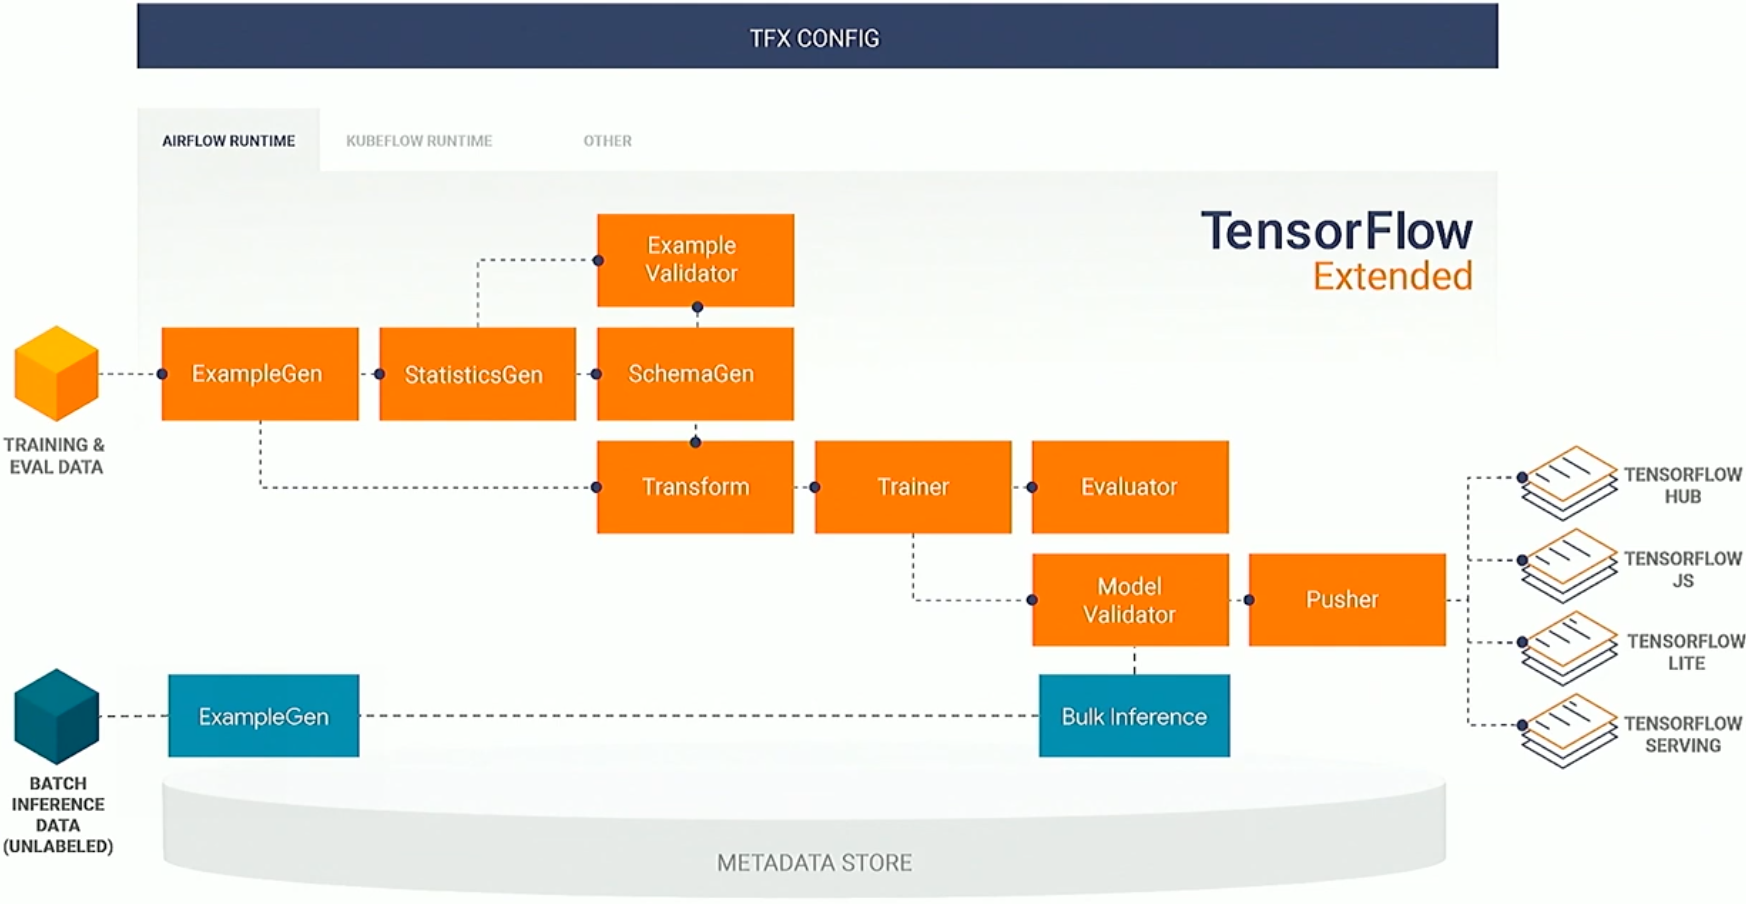 TFX CONFIG
AIRFLOW RUNTIME
KUBEFLOW RUNTIME
OTHER
TensorFlow
Extended
Example
Validator
ExampleGen
StatisticsGen
SchemaGen
TRAINING &
EVAL DATA
Transform
Trainer
Evaluator
Model
Validator
Pusher
TENSORFLOW
HUB
TENSORFLOW
JS
TENSORFLOW
LITE
TENSORFLOW
SERVING
ExampleGen
Bulk Inference
BATCH
INFERENCE
DATA
(UNLABELED)
METADATA STORE